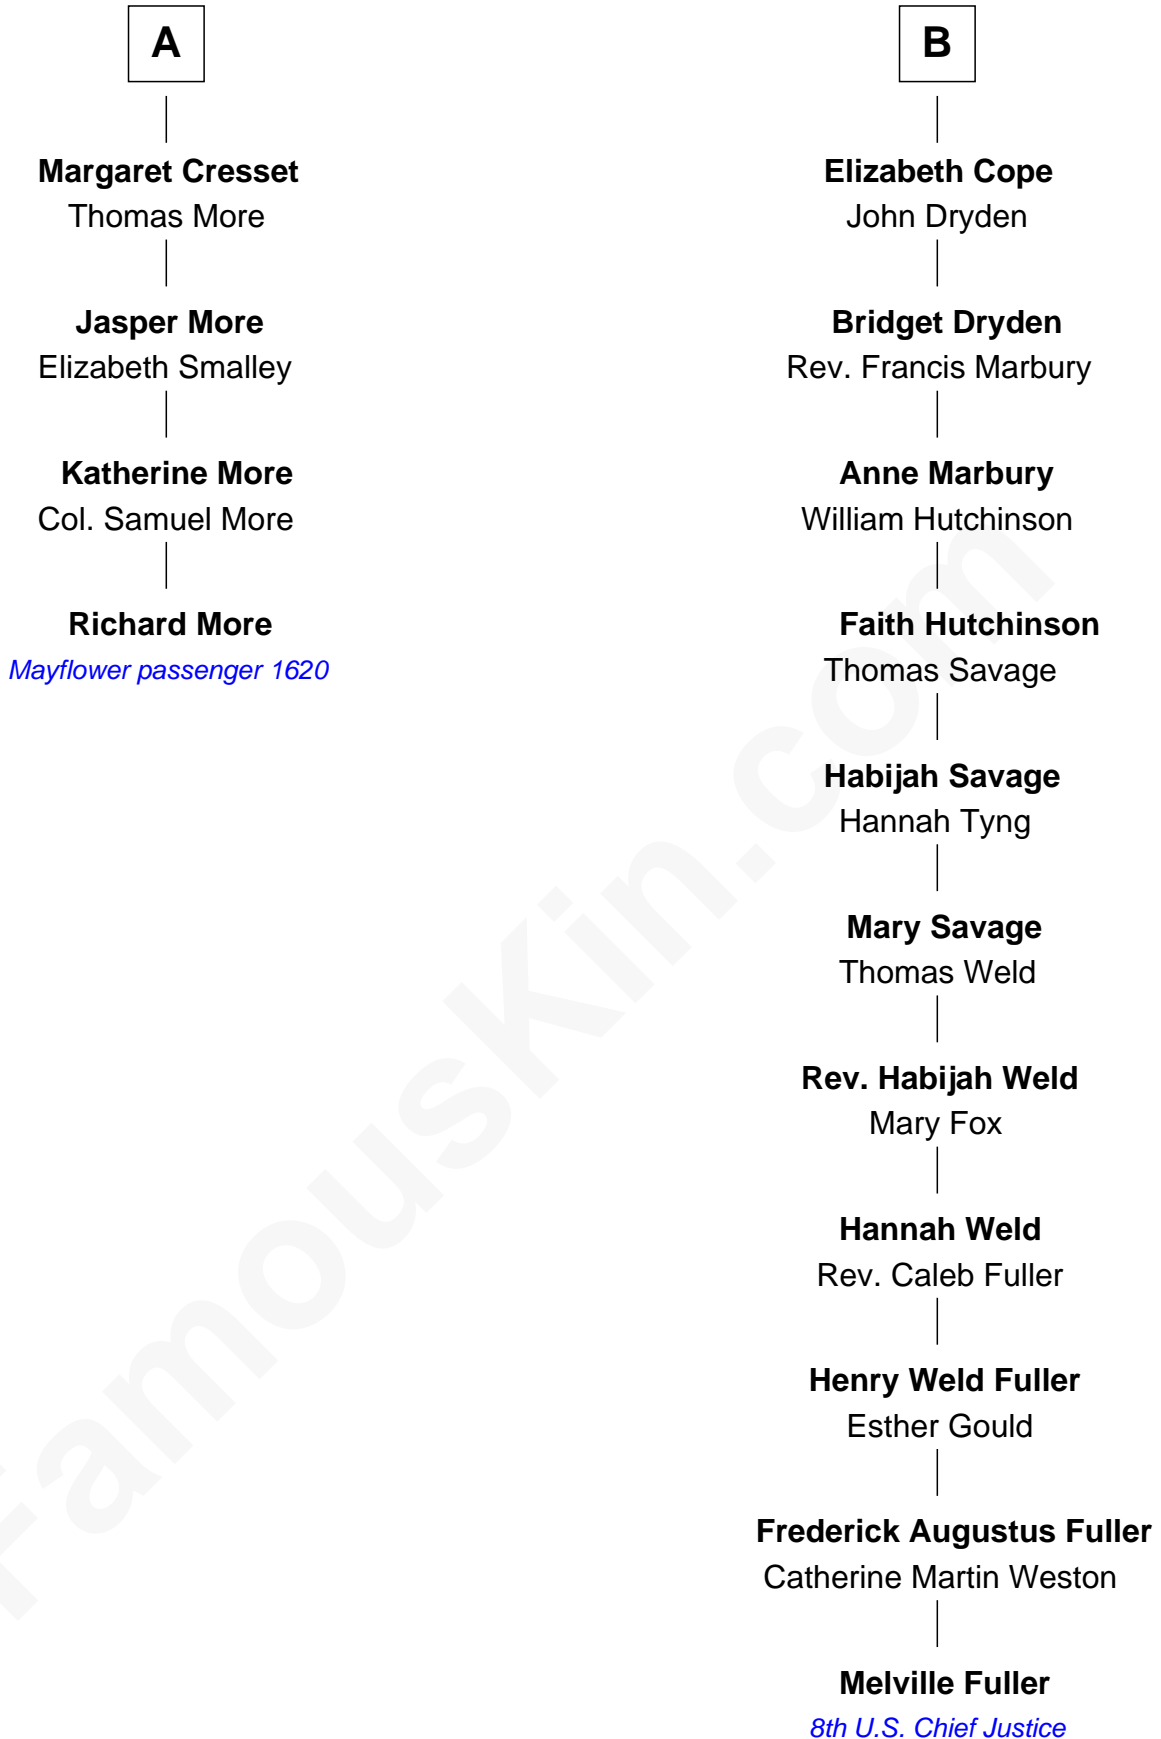 A
Margaret Cresset
Thomas More
Jasper More
Elizabeth Smalley
Katherine More
Col. Samuel More
Richard More
Mayflower passenger 1620
B
Elizabeth Cope
John Dryden
Bridget Dryden
Rev. Francis Marbury
Anne Marbury
William Hutchinson
Faith Hutchinson
Thomas Savage
Habijah Savage
Hannah Tyng
Mary Savage
Thomas Weld
Rev. Habijah Weld
Mary Fox
Hannah Weld
Rev. Caleb Fuller
Henry Weld Fuller
Esther Gould
Frederick Augustus Fuller
Catherine Martin Weston
Melville Fuller
8th U.S. Chief Justice
FamousKin.com